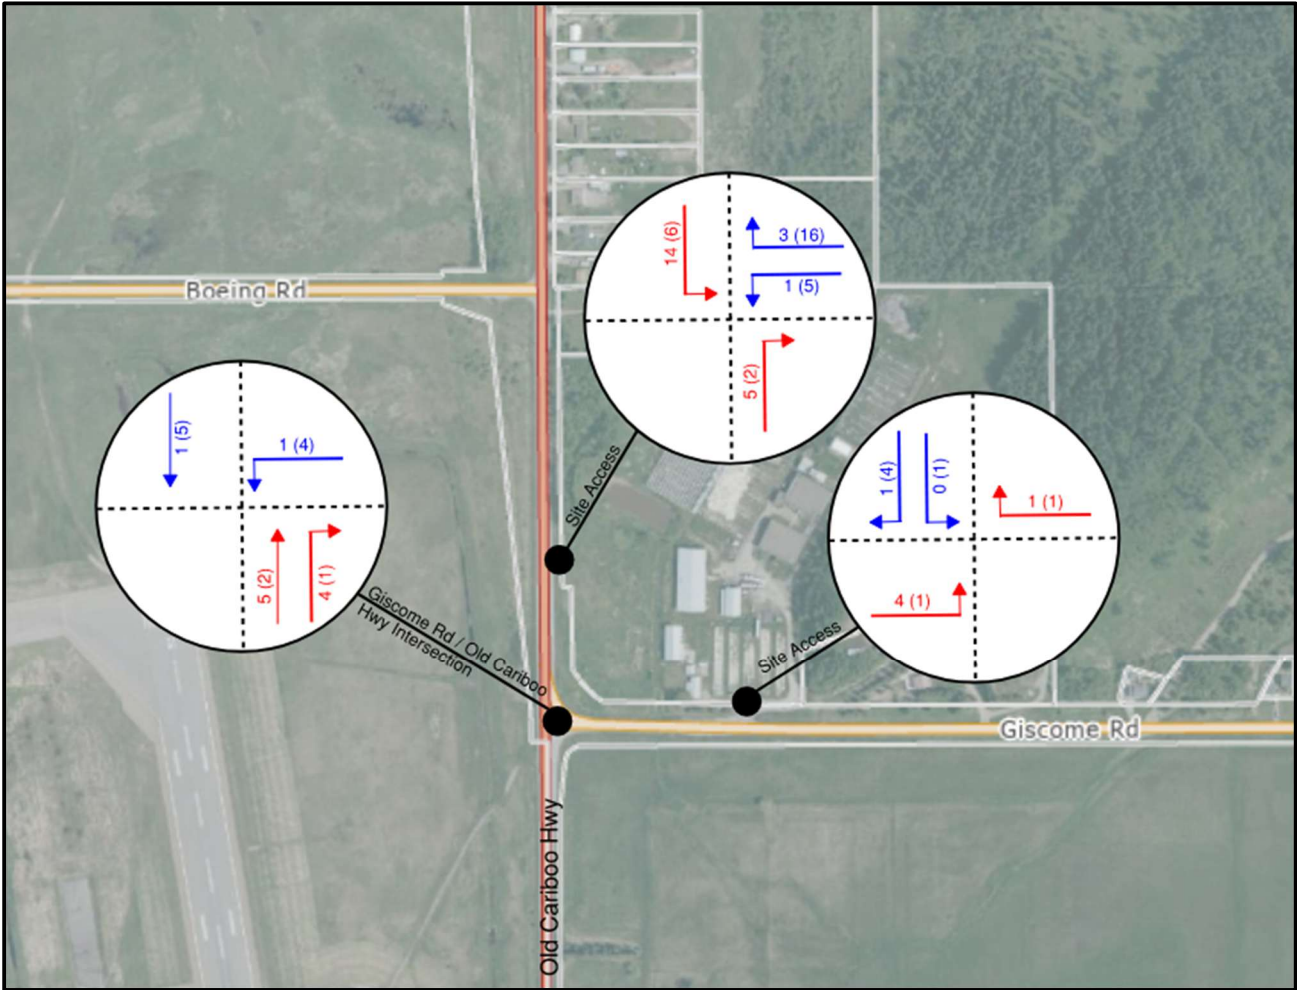 Boeing Rd
14 (6)
3 (16)
1 (5)
5 (2)
1 (5)
1 (4)
5 (2)
4 (1)
1 (4)
0 (1)
1 (1)
4 (1)
Site Access
Site Access
Giscome Rd / Old Cariboo
Hwy Intersection
Giscome Rd
Old Cariboo Hwy